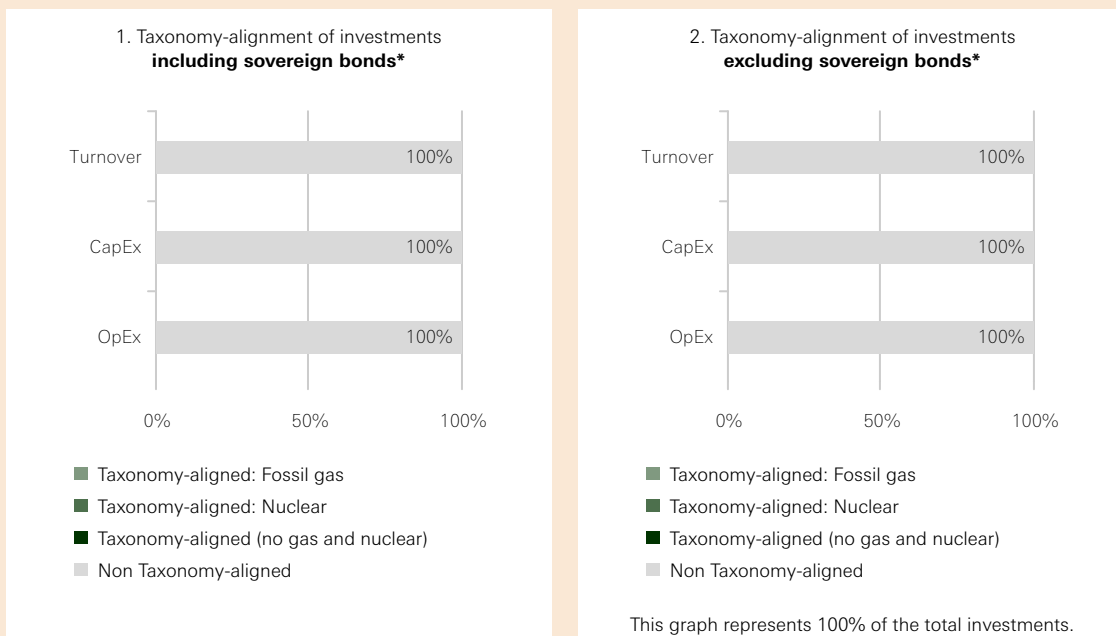 1. Taxonomy-alignment of investments
including sovereign bonds*
Turnover
100%
CapEx
100%
OpEx
100%
0%
50%
100%
Taxonomy-aligned: Fossil gas
Taxonomy-aligned: Nuclear
Taxonomy-aligned (no gas and nuclear)
Non Taxonomy-aligned
2. Taxonomy-alignment of investments
excluding sovereign bonds*
Turnover
100%
CapEx
100%
OpEx
100%
0%
50%
100%
Taxonomy-aligned: Fossil gas
Taxonomy-aligned: Nuclear
Taxonomy-aligned (no gas and nuclear)
Non Taxonomy-aligned
This graph represents 100% of the total investments.